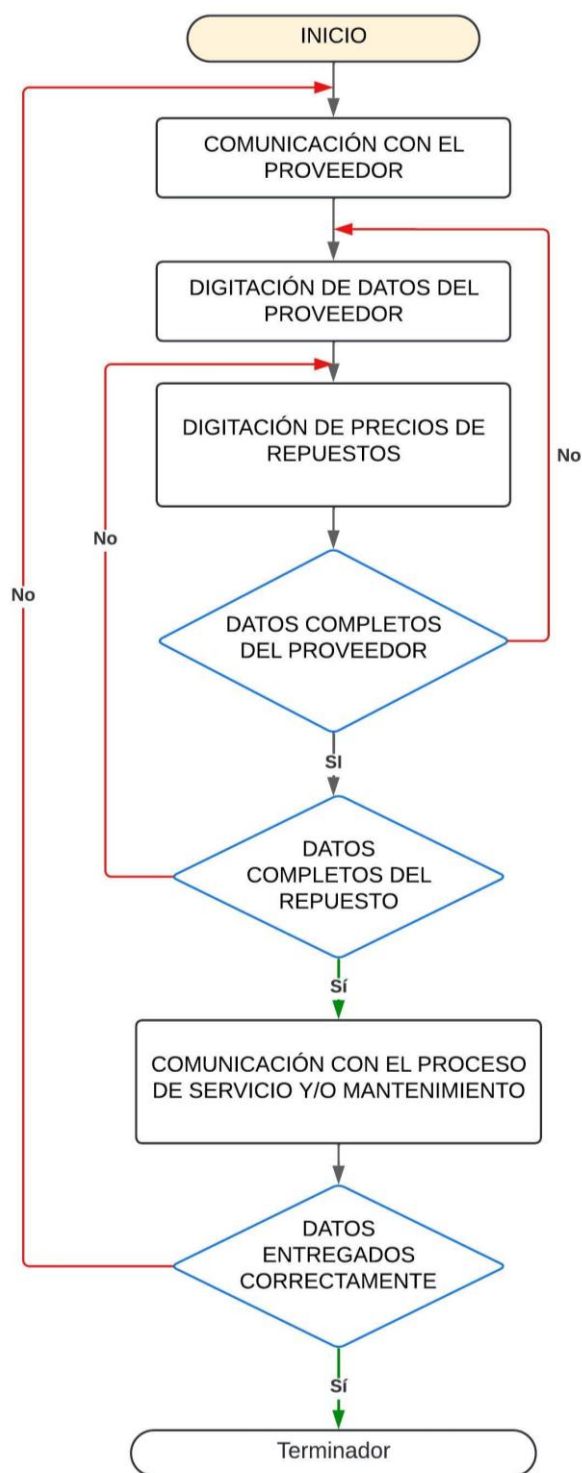 INICIO
COMUNICACIÓN CON EL
PROVEEDOR
DIGITACIÓN DE DATOS DEL
PROVEEDOR
DIGITACIÓN DE PRECIOS DE
REPUESTOS
No
No
No
DATOS COMPLETOS
DEL PROVEEDOR
SI
DATOS
COMPLETOS DEL
REPUESTO
Sí
COMUNICACIÓN CON EL PROCESO
DE SERVICIO Y/O MANTENIMIENTO
DATOS
ENTREGADOS
CORRECTAMENTE
Sí
Terminador